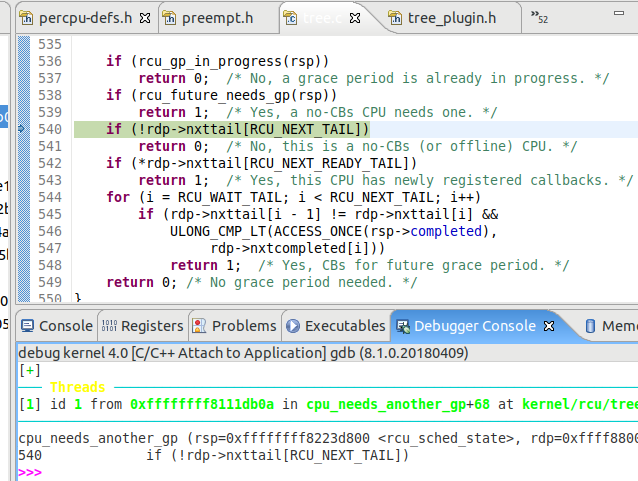 percpu-defs.h preempt.h tree.c tree_plugin.h »52
535
536 if (rcu_gp_in_progress(rsp))
537 return 0; /* No, a grace period is already in progress. */
538 if (rcu_future_needs_gp(rsp))
539 return 1; /* Yes, a no-CBs CPU needs one. */
540 if (!rdp->nxttail[RCU_NEXT_TAIL])
541 return 0; /* No, this is a no-CBs (or offline) CPU. */
542 if (*rdp->nxttail[RCU_NEXT_READY_TAIL])
543 return 1; /* Yes, this CPU has newly registered callbacks. */
544 for (i = RCU_WAIT_TAIL; i < RCU_NEXT_TAIL; i++)
545 if (rdp->nxttail[i - 1] != rdp->nxttail[i] &&
546 ULONG_CMP_LT(ACCESS_ONCE(rsp->completed),
547 rdp->nxtcompleted[i]))
548 return 1; /* Yes, CBs for future grace period. */
549 return 0; /* No grace period needed. */
550 }
Console Registers Problems Executables Debugger Console Mem
debug kernel 4.0 [C/C++ Attach to Application] gdb (8.1.0.20180409)
[+]
Threads
[1] id 1 from 0xffffffff8111db0a in cpu_needs_another_gp+68 at kernel/rcu/tree
cpu_needs_another_gp (rsp=0xffffffff8223d800 <rcu_sched_state>, rdp=0xffff8800
540 if (!rdp->nxttail[RCU_NEXT_TAIL])
>>>